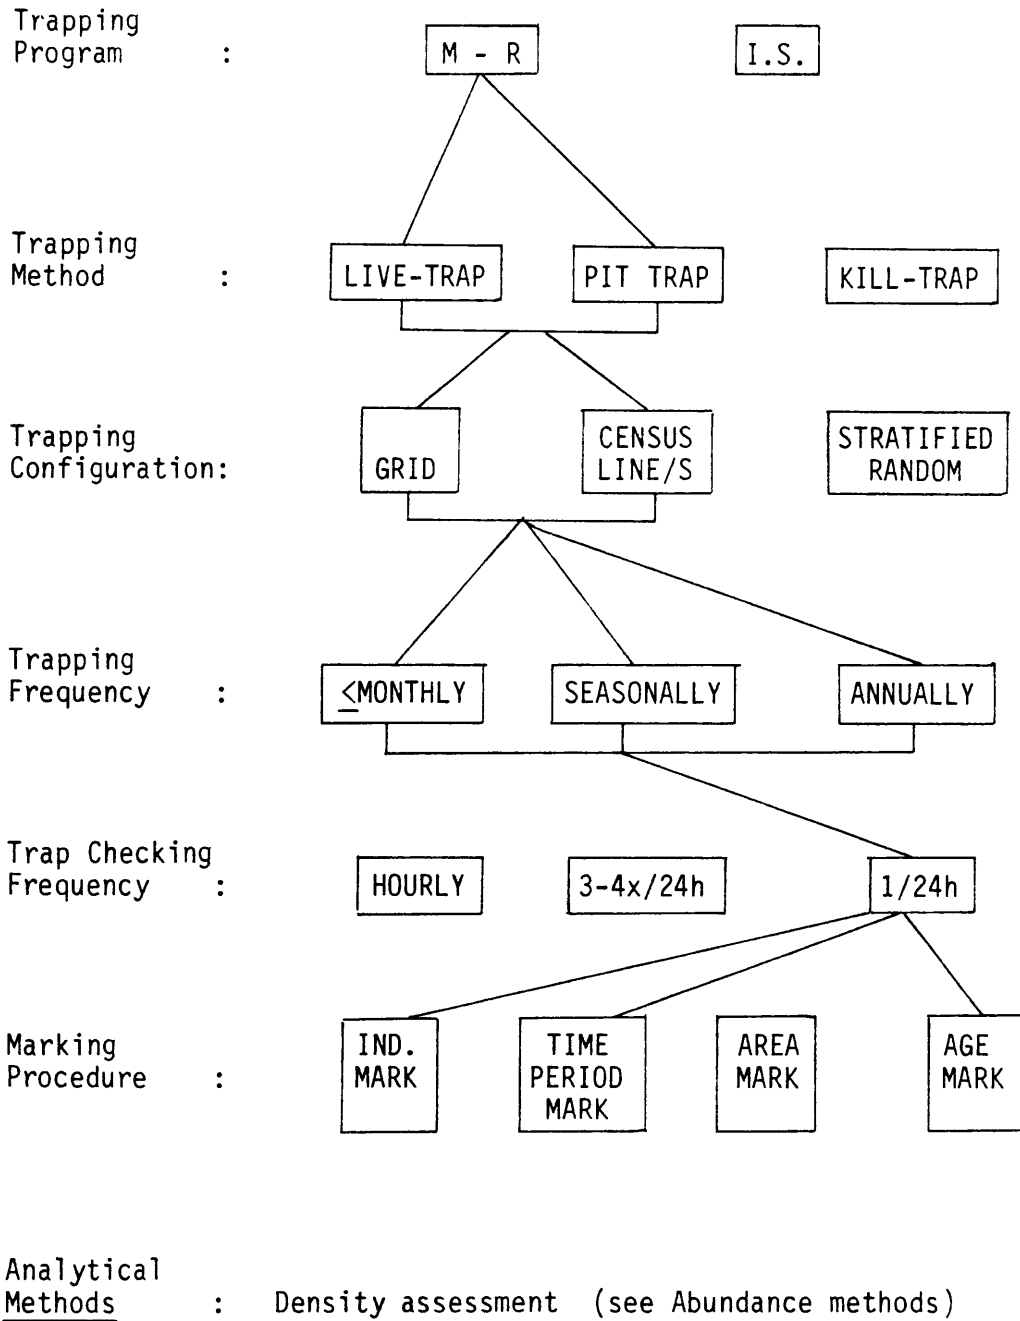 Trapping
Program : M - R I.S.
Trapping
Method : LIVE-TRAP PIT TRAP KILL-TRAP
Trapping
Configuration: GRID CENSUS LINE/S STRATIFIED RANDOM
Trapping
Frequency : ≤MONTHLY SEASONALLY ANNUALLY
Trap Checking
Frequency : HOURLY 3-4x/24h 1/24h
Marking
Procedure : IND. MARK TIME PERIOD MARK AREA MARK AGE MARK
Analytical
Methods : Density assessment (see Abundance methods)